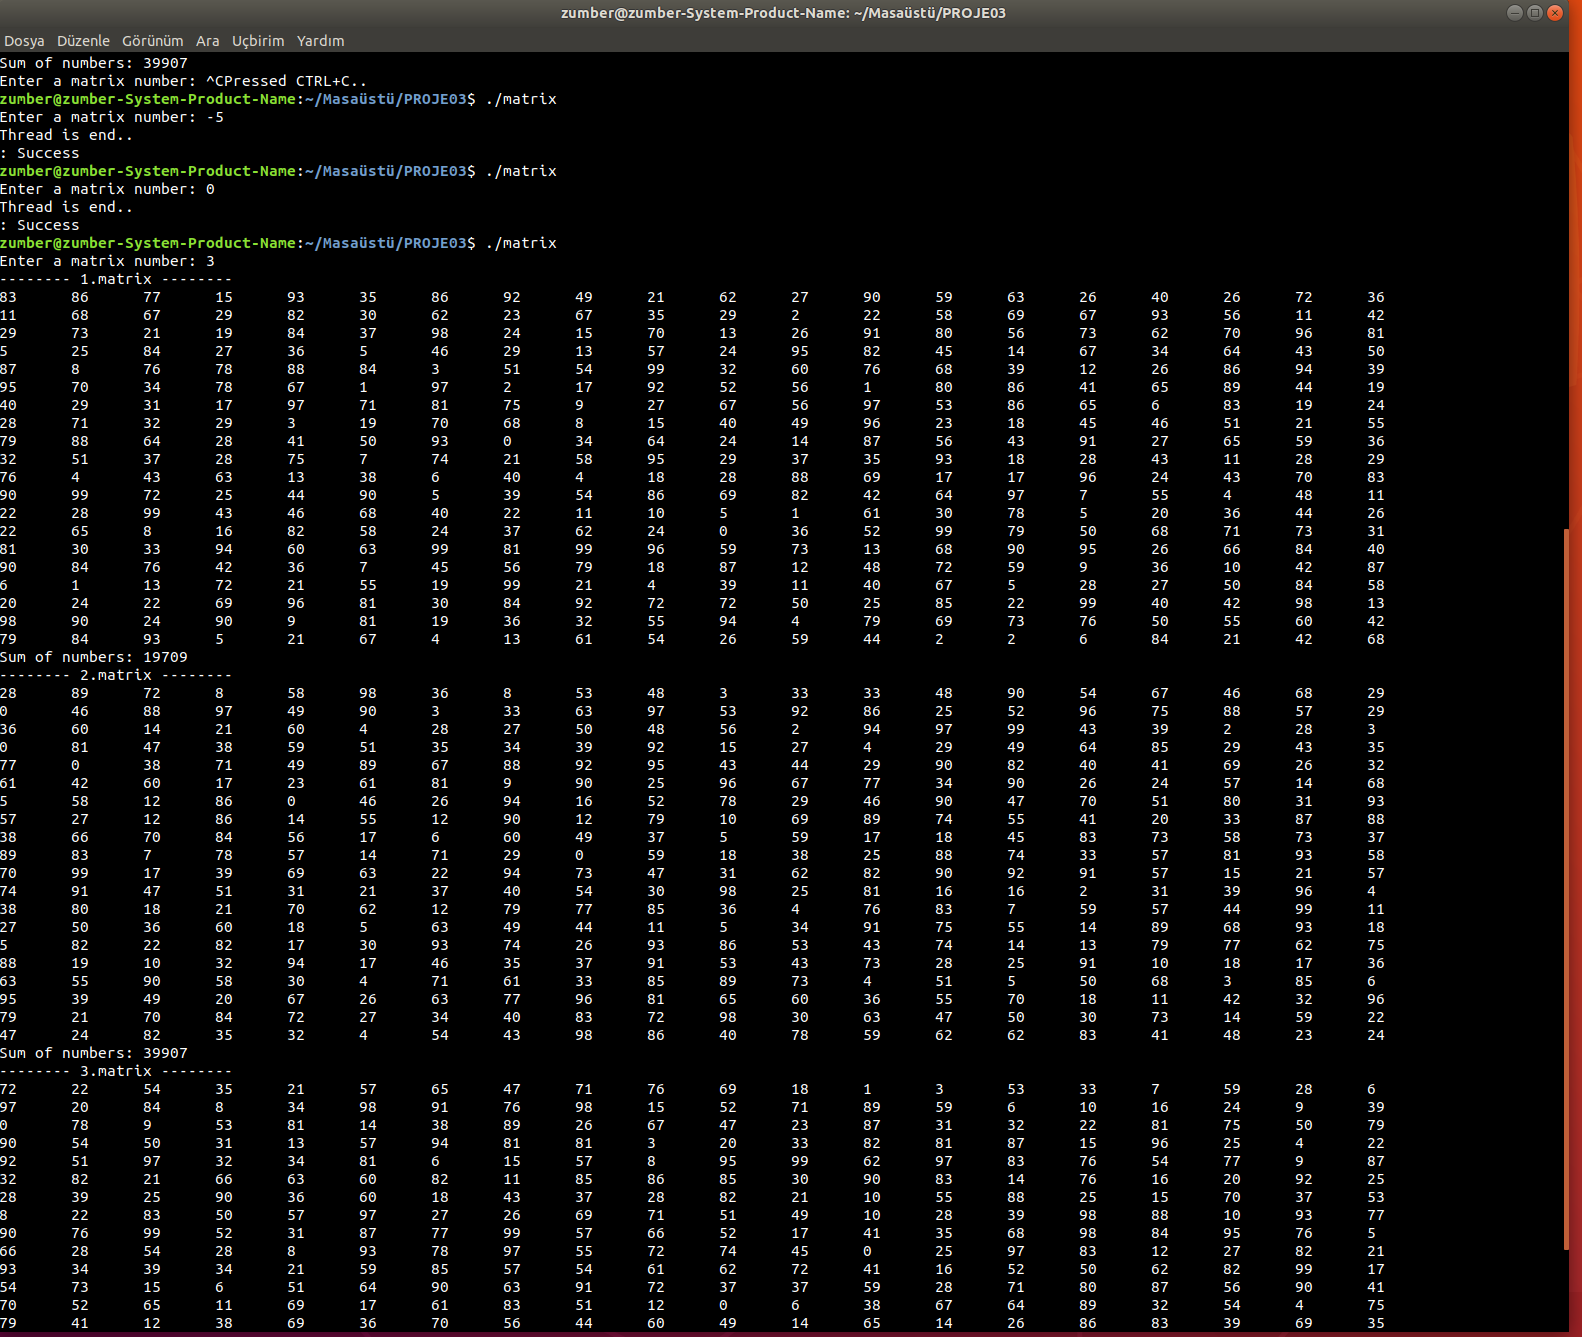 zumber@zumber-System-Product-Name: ~/Masaüstü/PROJE03
Dosya Düzenle Görünüm Ara Uçbirim Yardım
Sum of numbers: 39907
Enter a matrix number: ^CPressed CTRL+C..
zumber@zumber-System-Product-Name:~/Masaüstü/PROJE03$ ./matrix
Enter a matrix number: -5
Thread is end..
: Success
zumber@zumber-System-Product-Name:~/Masaüstü/PROJE03$ ./matrix
Enter a matrix number: 0
Thread is end..
: Success
zumber@zumber-System-Product-Name:~/Masaüstü/PROJE03$ ./matrix
Enter a matrix number: 3
-------- 1.matrix --------
83 86 77 15 93 35 86 92 49 21 62 27 90 59 63 26 40 26 72 36
11 68 67 29 82 30 62 23 67 35 29 2 22 58 69 67 93 56 11 42
29 73 21 19 84 37 98 24 15 70 13 26 91 80 56 73 62 70 96 81
5 25 84 27 36 5 46 29 13 57 24 95 82 45 14 67 34 64 43 50
87 8 76 78 88 84 3 51 54 99 32 60 76 68 39 12 26 86 94 39
95 70 34 78 67 1 97 2 17 92 52 56 1 80 86 41 65 89 44 19
40 29 31 17 97 71 81 75 9 27 67 56 97 53 86 65 6 83 19 24
28 71 32 29 3 19 70 68 8 15 40 49 96 23 18 45 46 51 21 55
79 88 64 28 41 50 93 0 34 64 24 14 87 56 43 91 27 65 59 36
32 51 37 28 75 7 74 21 58 95 29 37 35 93 18 28 43 11 28 29
76 4 43 63 13 38 6 40 4 18 28 88 69 17 17 96 24 43 70 83
90 99 72 25 44 90 5 39 54 86 69 82 42 64 97 7 55 4 48 11
22 28 99 43 46 68 40 22 11 10 5 1 61 30 78 5 20 36 44 26
22 65 8 16 82 58 24 37 62 24 0 36 52 99 79 50 68 71 73 31
81 30 33 94 60 63 99 81 99 96 59 73 13 68 90 95 26 66 84 40
90 84 76 42 36 7 45 56 79 18 87 12 48 72 59 9 36 10 42 87
6 1 13 72 21 55 19 99 21 4 39 11 40 67 5 28 27 50 84 58
20 24 22 69 96 81 30 84 92 72 72 50 25 85 22 99 40 42 98 13
98 90 24 90 9 81 19 36 32 55 94 4 79 69 73 76 50 55 60 42
79 84 93 5 21 67 4 13 61 54 26 59 44 2 2 6 84 21 42 68
Sum of numbers: 19709
-------- 2.matrix --------
28 89 72 8 58 98 36 8 53 48 3 33 33 48 90 54 67 46 68 29
0 46 88 97 49 90 3 33 63 97 53 92 86 25 52 96 75 88 57 29
36 60 14 21 60 4 28 27 50 48 56 2 94 97 99 43 39 2 28 3
0 81 47 38 59 51 35 34 39 92 15 27 4 29 49 64 85 29 43 35
77 0 38 71 49 89 67 88 92 95 43 44 29 90 82 40 41 69 26 32
61 42 60 17 23 61 81 9 90 25 96 67 77 34 90 26 24 57 14 68
5 58 12 86 0 46 26 94 16 52 78 29 46 90 47 70 51 80 31 93
57 27 12 86 14 55 12 90 12 79 10 69 89 74 55 41 20 33 87 88
38 66 70 84 56 17 6 60 49 37 5 59 17 18 45 83 73 58 73 37
89 83 7 78 57 14 71 29 0 59 18 38 25 88 74 33 57 81 93 58
70 99 17 39 69 63 22 94 73 47 31 62 82 90 92 91 57 15 21 57
74 91 47 51 31 21 37 40 54 30 98 25 81 16 16 2 31 39 96 4
38 80 18 21 70 62 12 79 77 85 36 4 76 83 7 59 57 44 99 11
27 50 36 60 18 5 63 49 44 11 5 34 91 75 55 14 89 68 93 18
5 82 22 82 17 30 93 74 26 93 86 53 43 74 14 13 79 77 62 75
88 19 10 32 94 17 46 35 37 91 53 43 73 28 25 91 10 18 17 36
63 55 90 58 30 4 71 61 33 85 89 73 4 51 5 50 68 3 85 6
95 39 49 20 67 26 63 77 96 81 65 60 36 55 70 18 11 42 32 96
79 21 70 84 72 27 34 40 83 72 98 30 63 47 50 30 73 14 59 22
47 24 82 35 32 4 54 43 98 86 40 78 59 62 62 83 41 48 23 24
Sum of numbers: 39907
-------- 3.matrix --------
72 22 54 35 21 57 65 47 71 76 69 18 1 3 53 33 7 59 28 6
97 20 84 8 34 98 91 76 98 15 52 71 89 59 6 10 16 24 9 39
0 78 9 53 81 14 38 89 26 67 47 23 87 31 32 22 81 75 50 79
90 54 50 31 13 57 94 81 81 3 20 33 82 81 87 15 96 25 4 22
92 51 97 32 34 81 6 15 57 8 95 99 62 97 83 76 54 77 9 87
32 82 21 66 63 60 82 11 85 86 85 30 90 83 14 76 16 20 92 25
28 39 25 90 36 60 18 43 37 28 82 21 10 55 88 25 15 70 37 53
8 22 83 50 57 97 27 26 69 71 51 49 10 28 39 98 88 10 93 77
90 76 99 52 31 87 77 99 57 66 52 17 41 35 68 98 84 95 76 5
66 28 54 28 8 93 78 97 55 72 74 45 0 25 97 83 12 27 82 21
93 34 39 34 21 59 85 57 54 61 62 72 41 16 52 50 62 82 99 17
54 73 15 6 51 64 90 63 91 72 37 37 59 28 71 80 87 56 90 41
70 52 65 11 69 17 61 83 51 12 0 6 38 67 64 89 32 54 4 75
79 41 12 38 69 36 70 56 44 60 49 14 65 14 26 86 83 39 69 35